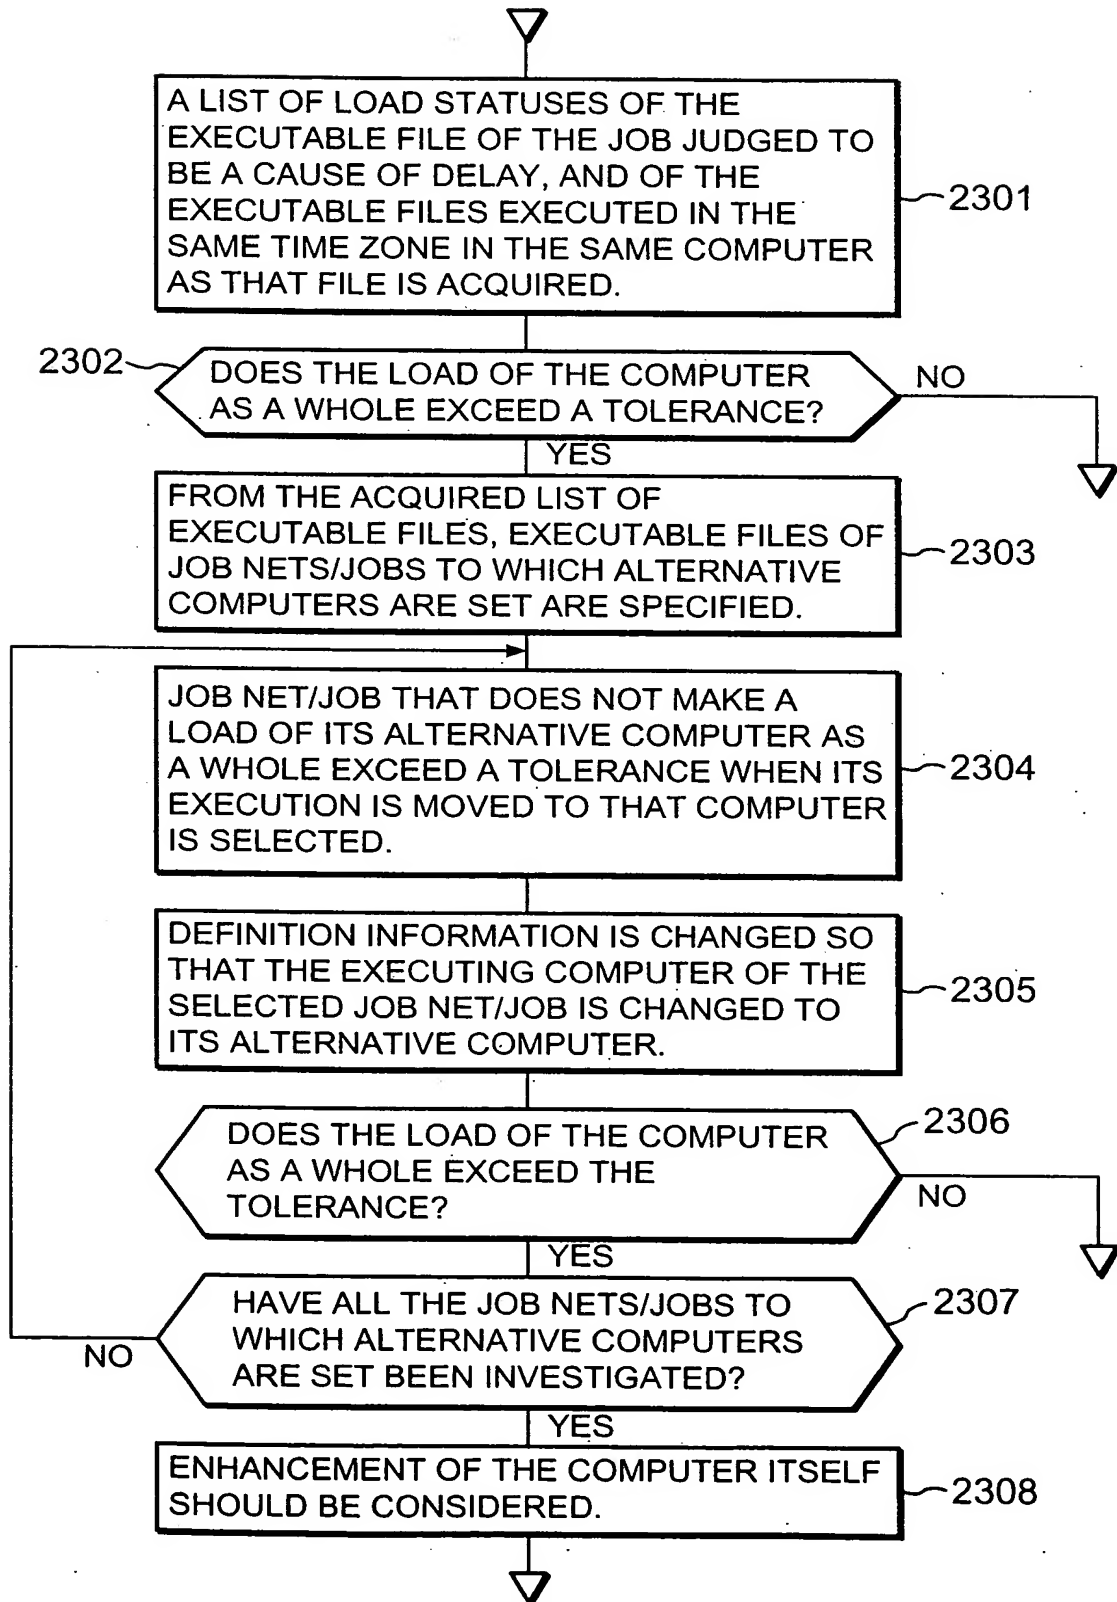 A LIST OF LOAD STATUSES OF THE
EXECUTABLE FILE OF THE JOB JUDGED TO
BE A CAUSE OF DELAY, AND OF THE
EXECUTABLE FILES EXECUTED IN THE
SAME TIME ZONE IN THE SAME COMPUTER
AS THAT FILE IS ACQUIRED.
2301
2302
DOES THE LOAD OF THE COMPUTER
AS A WHOLE EXCEED A TOLERANCE?
NO
YES
FROM THE ACQUIRED LIST OF
EXECUTABLE FILES, EXECUTABLE FILES OF
JOB NETS/JOBS TO WHICH ALTERNATIVE
COMPUTERS ARE SET ARE SPECIFIED.
2303
JOB NET/JOB THAT DOES NOT MAKE A
LOAD OF ITS ALTERNATIVE COMPUTER AS
A WHOLE EXCEED A TOLERANCE WHEN ITS
EXECUTION IS MOVED TO THAT COMPUTER
IS SELECTED.
2304
DEFINITION INFORMATION IS CHANGED SO
THAT THE EXECUTING COMPUTER OF THE
SELECTED JOB NET/JOB IS CHANGED TO
ITS ALTERNATIVE COMPUTER.
2305
DOES THE LOAD OF THE COMPUTER
AS A WHOLE EXCEED THE
TOLERANCE?
2306
NO
YES
HAVE ALL THE JOB NETS/JOBS TO
WHICH ALTERNATIVE COMPUTERS
ARE SET BEEN INVESTIGATED?
2307
NO
YES
ENHANCEMENT OF THE COMPUTER ITSELF
SHOULD BE CONSIDERED.
2308